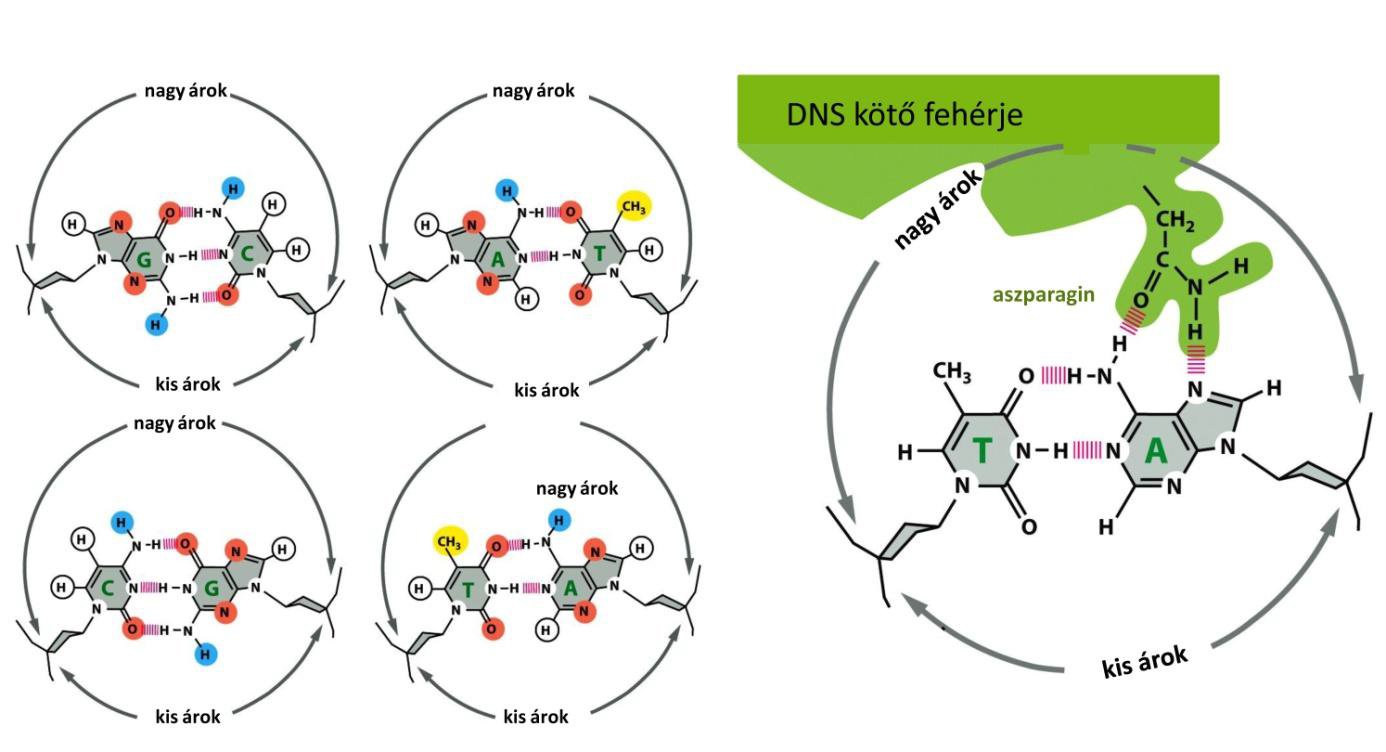 nagy árok
H
H N O H-N H
G N-H N C H
N N N O
N-H
H
kis árok
nagy árok
H
H N N-H O CH₃
A N H-N T H
N N O N
H
kis árok
nagy árok
H
H N-H O N H
H C N H-N G
N O H-N N N
H
kis árok
nagy árok
H
CH₃ O H-N N H
H T N-H N A
N O N N
H
kis árok
DNS kötő fehérje
nagy árok
CH₂
C
aszparagin
O N H
H H
CH₃ O H-N N H
H T N-H N A N
N N
O H
kis árok